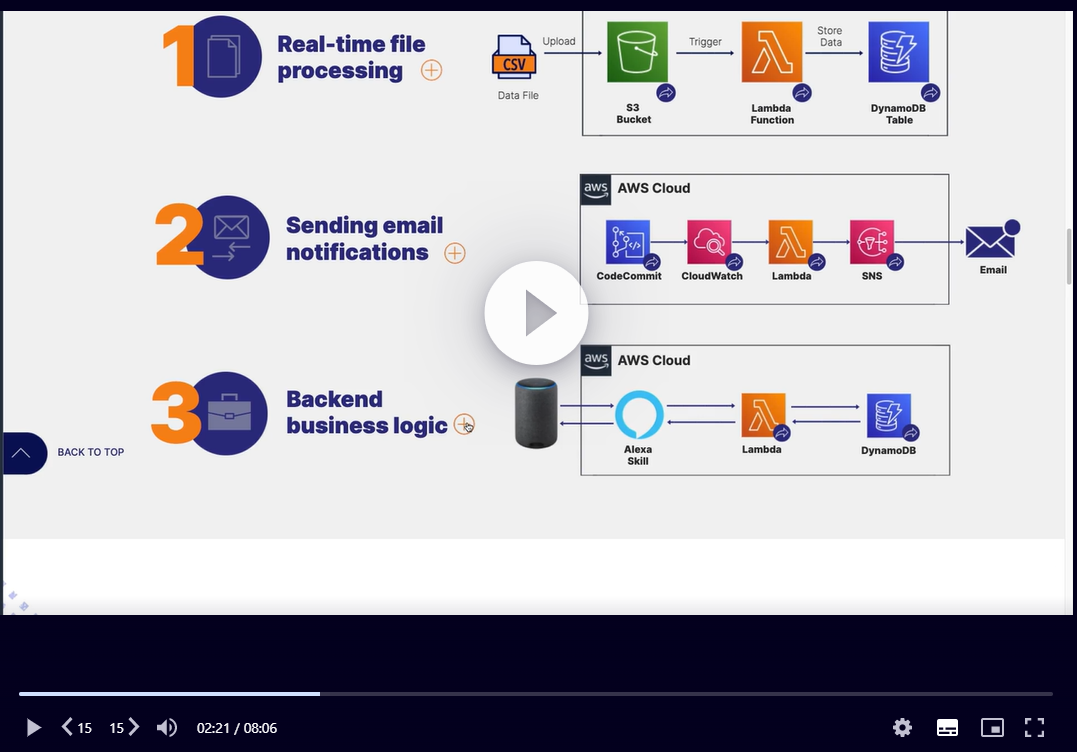 1
Real-time file
processing
CSV
Data File
Upload
Trigger
Store
Data
S3
Bucket
Lambda
Function
DynamoDB
Table
2
Sending email
notifications
aws
AWS Cloud
CodeCommit
CloudWatch
Lambda
SNS
Email
3
Backend
business logic
aws
AWS Cloud
Alexa
Skill
Lambda
DynamoDB
BACK TO TOP
15
15
02:21 / 08:06